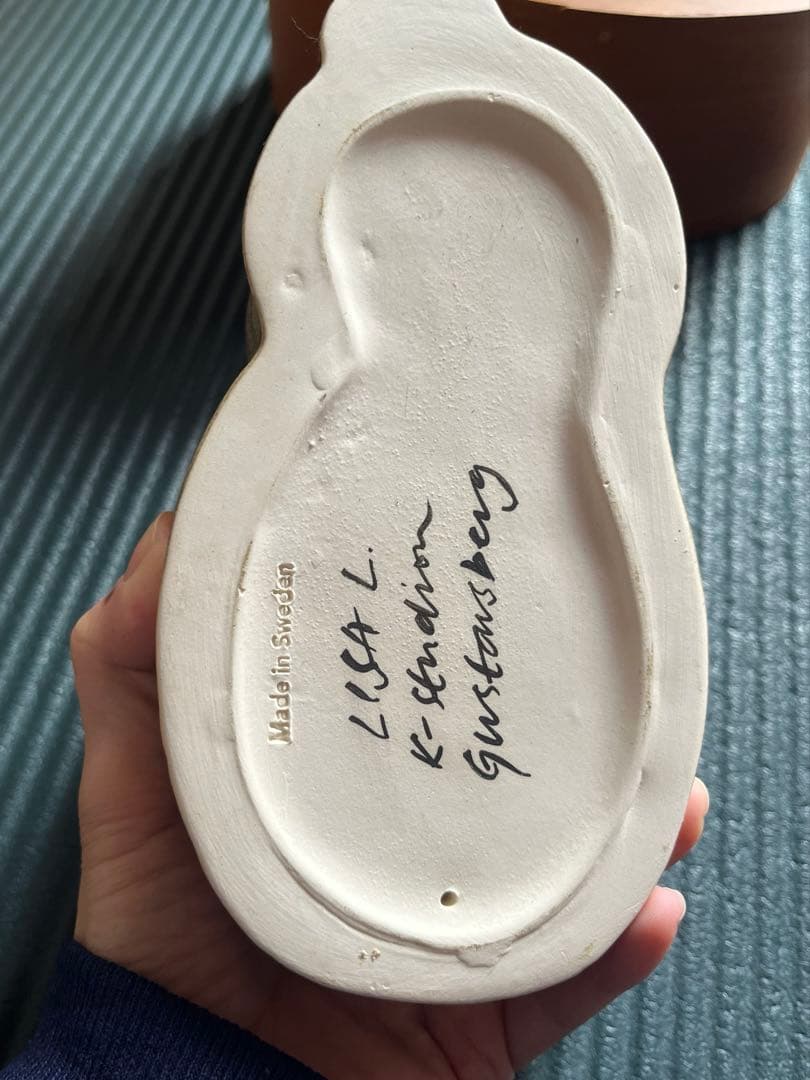 Made in Sweden
LISA L.
K-Studion
Gustavsberg